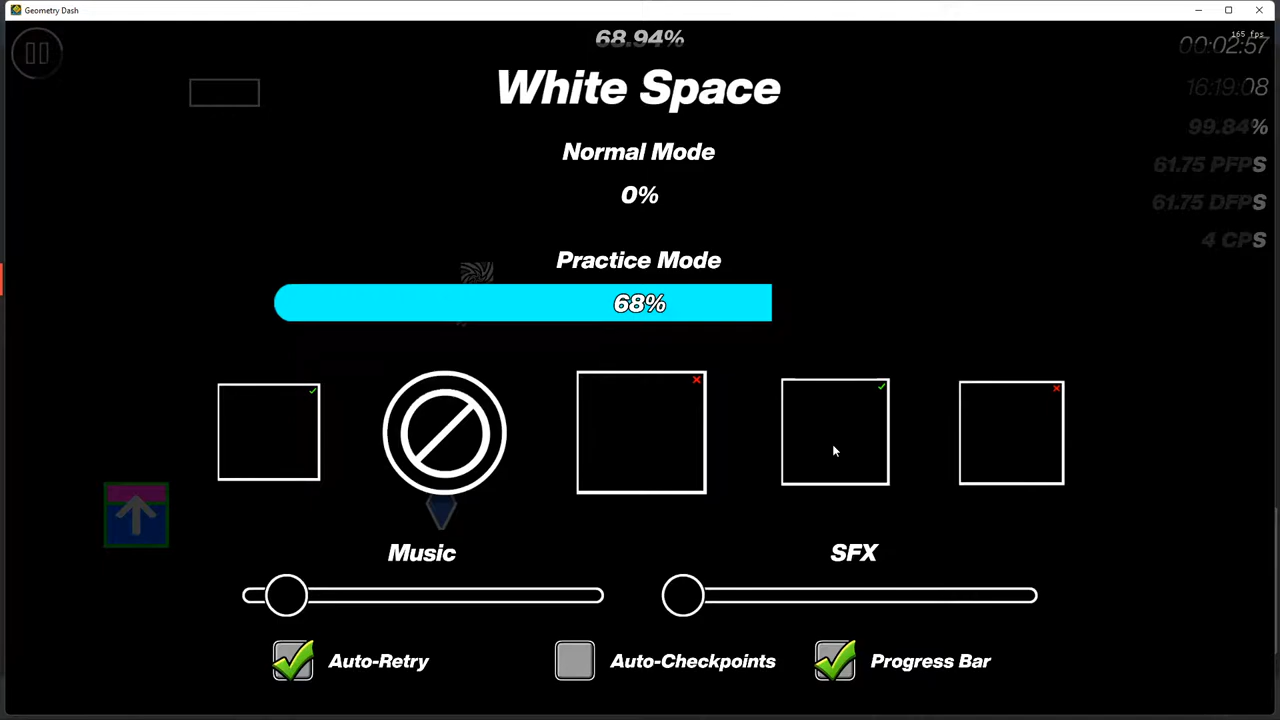 Geometry Dash
68.94%
165 fps
00:02:57
White Space
16:19:08
99.84%
Normal Mode
61.75 PFPS
0%
61.75 DFPS
4 CPS
Practice Mode
68%
Music
SFX
Auto-Retry
Auto-Checkpoints
Progress Bar